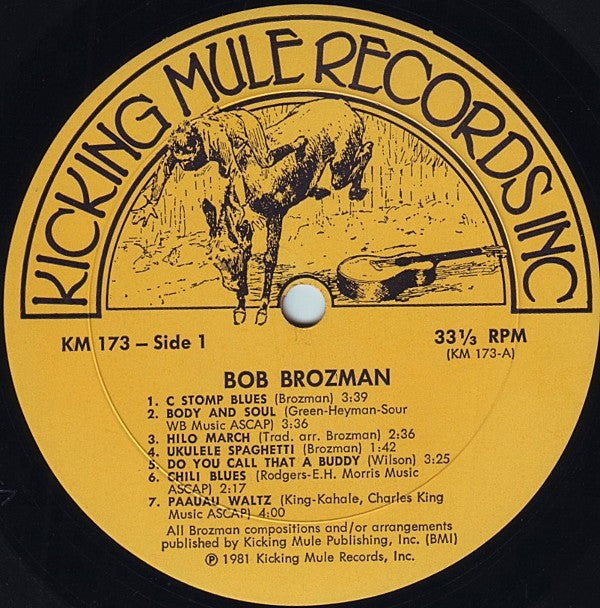 KICKING MULE RECORDS INC
KM 173 – Side 1
33⅓ RPM
(KM 173-A)
BOB BROZMAN
1. C STOMP BLUES (Brozman) 3:39
2. BODY AND SOUL (Green-Heyman-Sour
WB Music ASCAP) 3:36
3. HILO MARCH (Trad. arr. Brozman) 2:36
4. UKULELE SPAGHETTI (Brozman) 1:42
5. DO YOU CALL THAT A BUDDY (Wilson) 3:25
6. CHILI BLUES (Rodgers-E.H. Morris Music
ASCAP) 2:17
7. PAAUAU WALTZ (King-Kahale, Charles King
Music ASCAP) 4:00
All Brozman compositions and/or arrangements
published by Kicking Mule Publishing, Inc. (BMI)
℗ 1981 Kicking Mule Records, Inc.